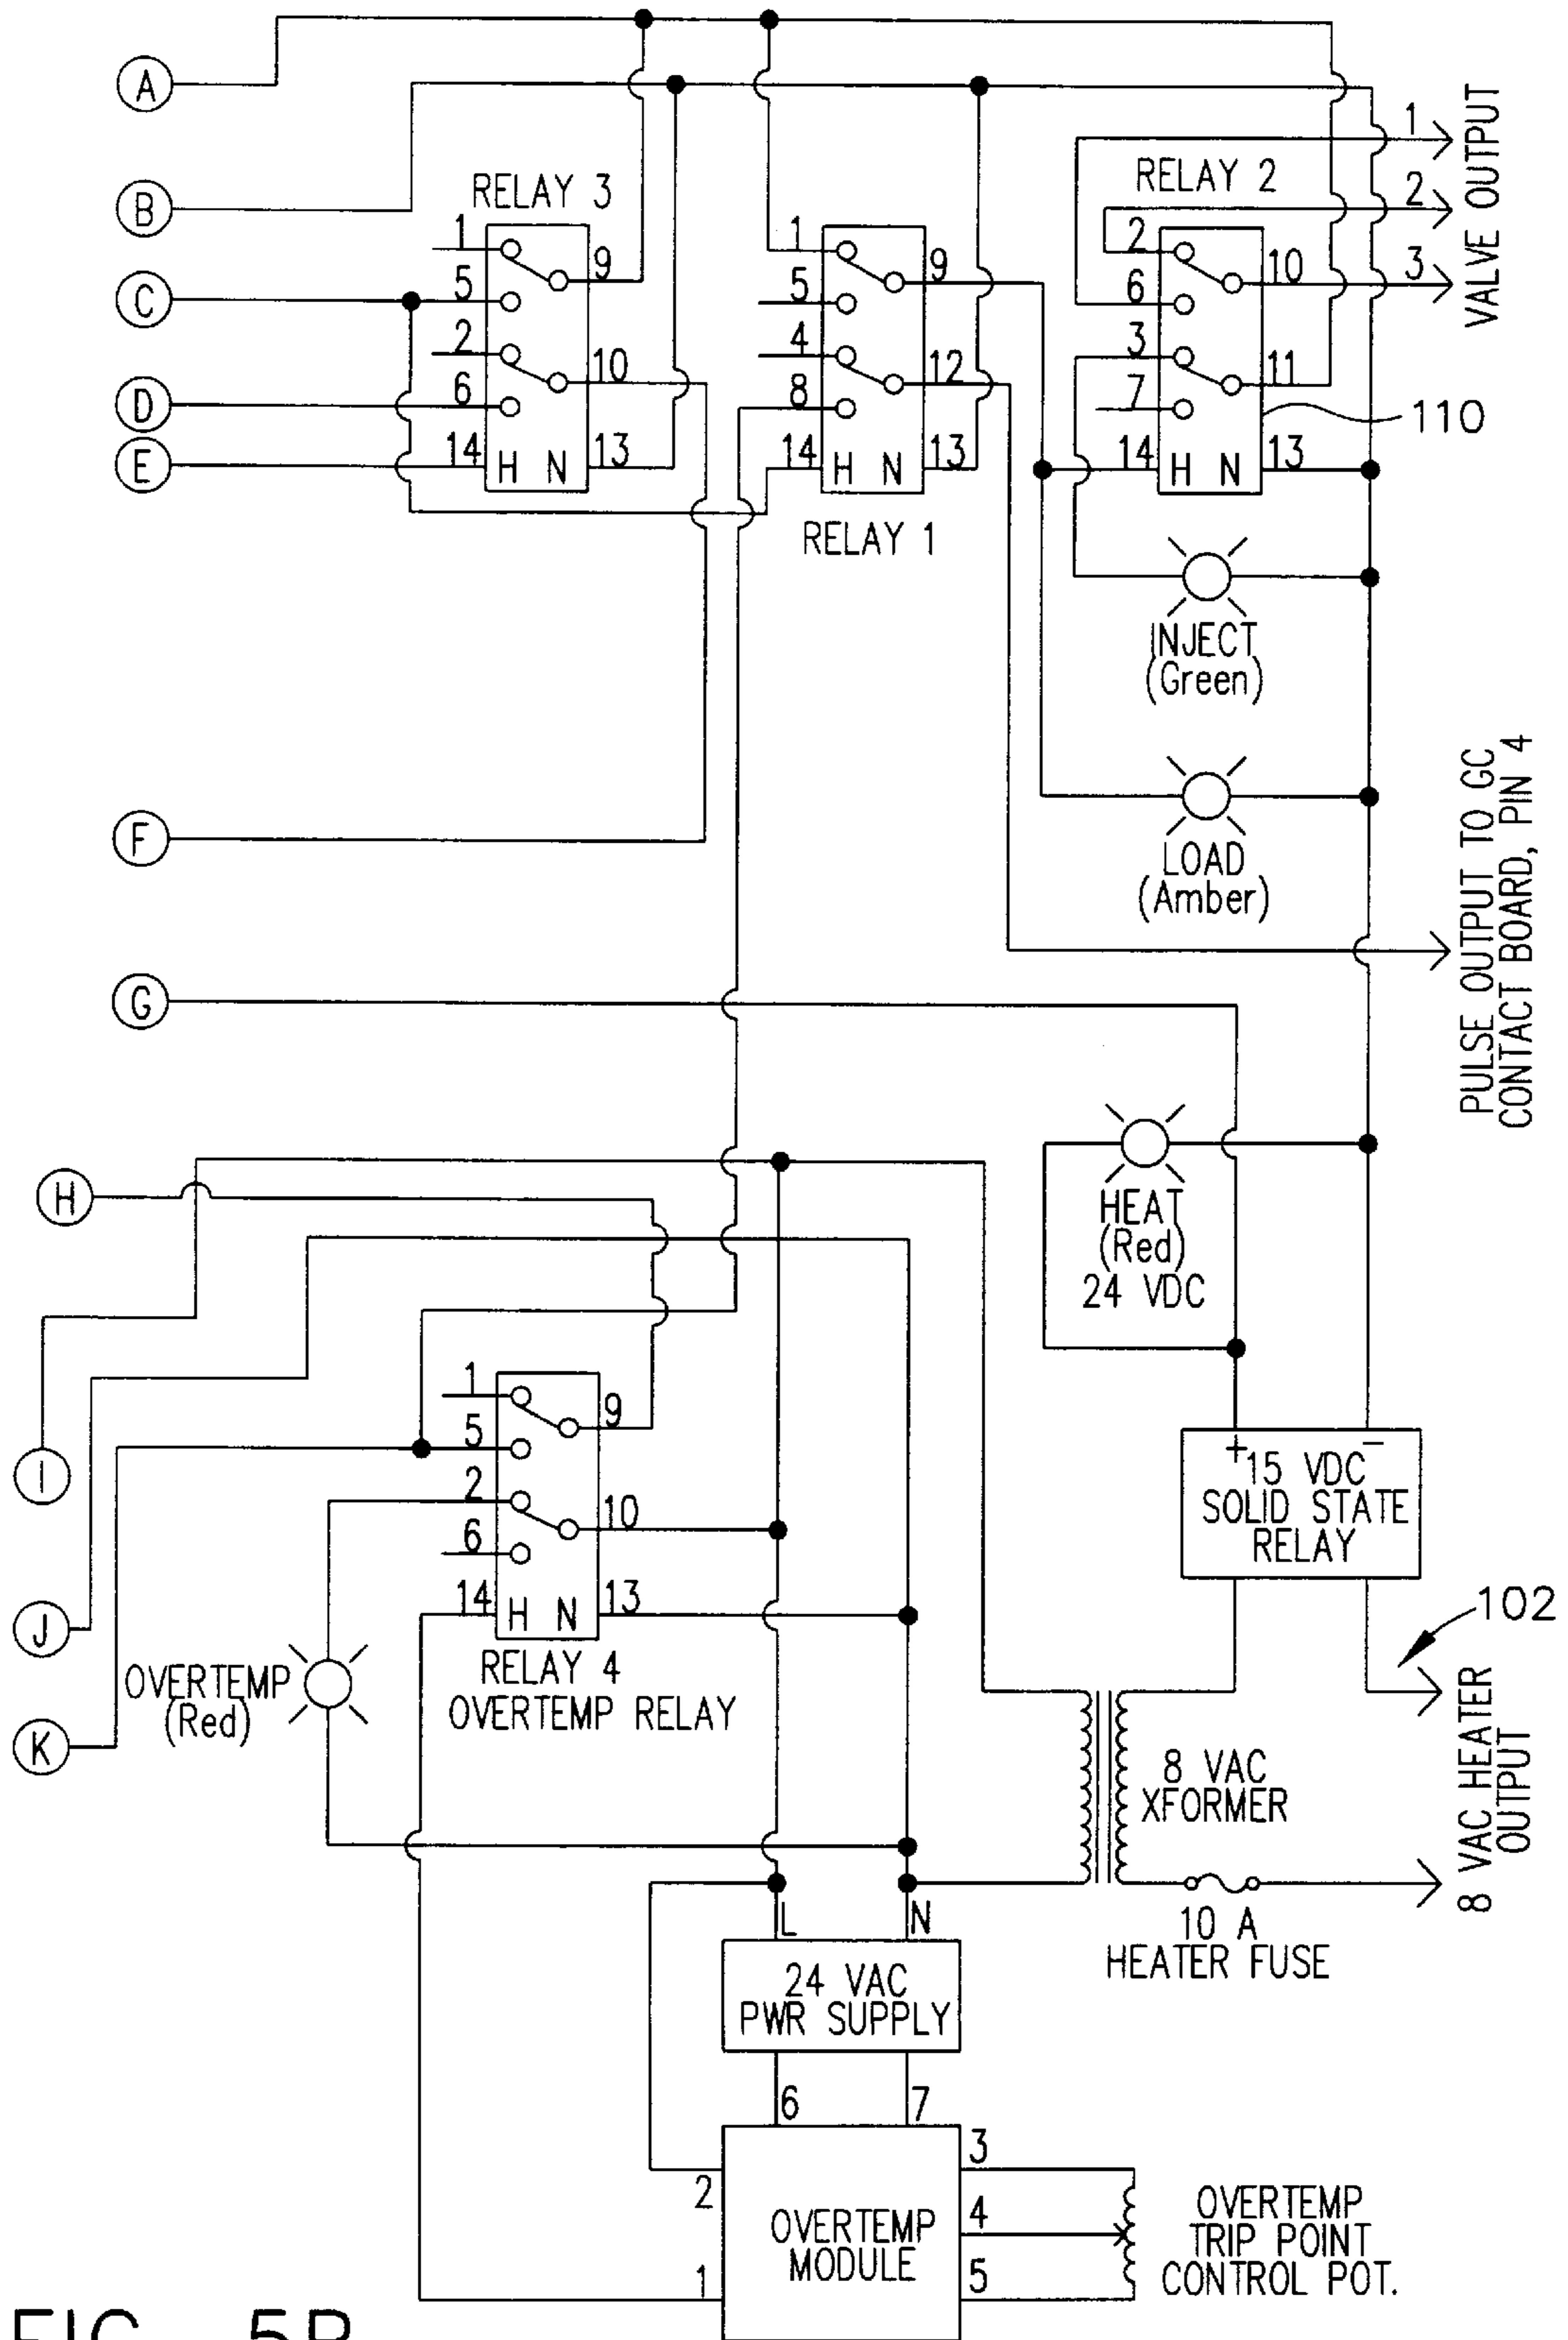 A
B
C
D
E
F
G
H
I
J
K
RELAY 3
1
5
2
6
14
H N
9
10
13
1
5
4
8
14
H N
9
12
13
RELAY 1
RELAY 2
2
6
3
7
14
H N
10
11
13
110
1
2
3
VALVE OUTPUT
INJECT
(Green)
LOAD
(Amber)
PULSE OUTPUT TO GC
CONTACT BOARD, PIN 4
HEAT
(Red)
24 VDC
+ −
15 VDC
SOLID STATE
RELAY
102
1
5
2
6
14
H N
9
10
13
RELAY 4
OVERTEMP RELAY
OVERTEMP
(Red)
8 VAC
XFORMER
8 VAC HEATER
OUTPUT
10 A
HEATER FUSE
L N
24 VAC
PWR SUPPLY
6 7
2
1
OVERTEMP
MODULE
3
4
5
OVERTEMP
TRIP POINT
CONTROL POT.
FIG. 5B